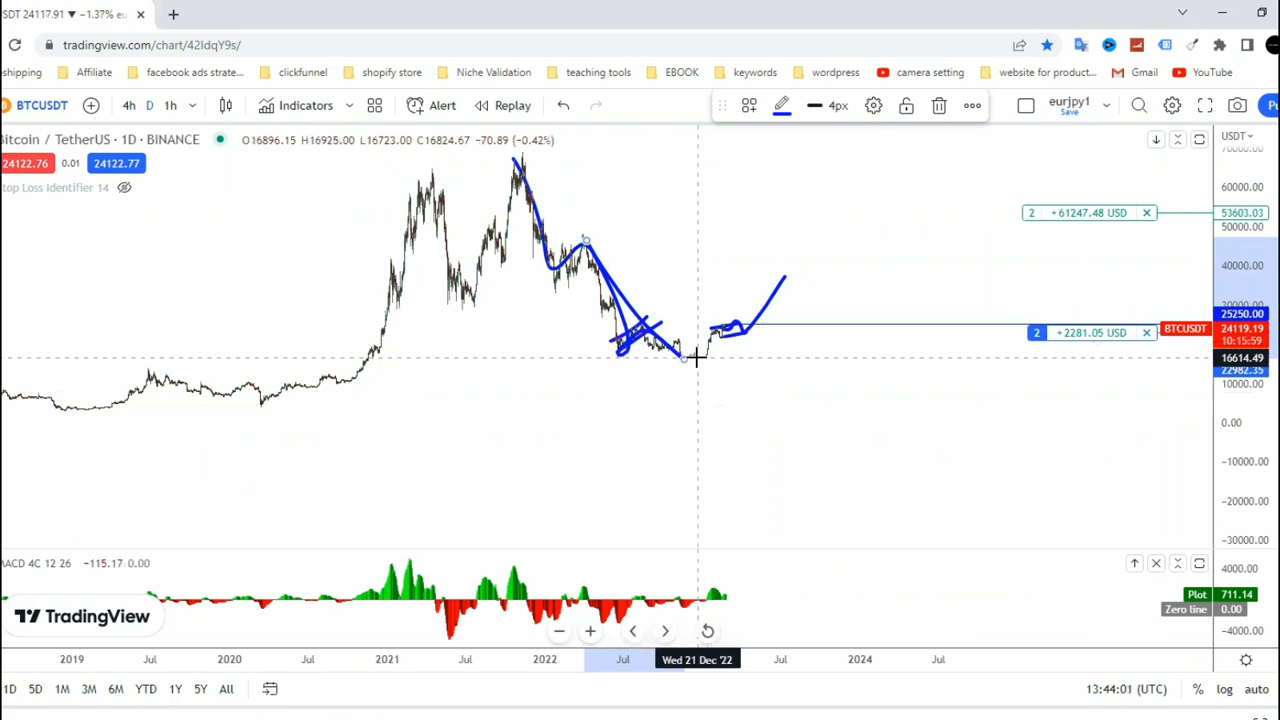 SDT 24117.91 ▼ −1.37% eu
tradingview.com/chart/42IdqY9s/
shipping Affiliate facebook ads strate... clickfunnel shopify store Niche Validation teaching tools EBOOK keywords wordpress camera setting website for product... Gmail YouTube
BTCUSDT 4h D 1h Indicators Alert Replay 4px eurjpy1 Save
Bitcoin / TetherUS · 1D · BINANCE O16896.15 H16925.00 L16723.00 C16824.67 −70.89 (−0.42%) USDT
24122.76 0.01 24122.77
top Loss Identifier 14
70000.00
60000.00
2 +61247.48 USD 53603.03
50000.00
40000.00
30000.00
25250.00
2 +2281.05 USD BTCUSDT 24119.19
10:15:59
16614.49
22982.35
10000.00
0.00
−10000.00
−20000.00
−30000.00
MACD 4C 12 26 −115.17 0.00
4000.00
Plot 711.14
Zero line 0.00
TradingView
−4000.00
2019 Jul 2020 Jul 2021 Jul 2022 Jul Wed 21 Dec '22 Jul 2024 Jul
1D 5D 1M 3M 6M YTD 1Y 5Y All 13:44:01 (UTC) % log auto